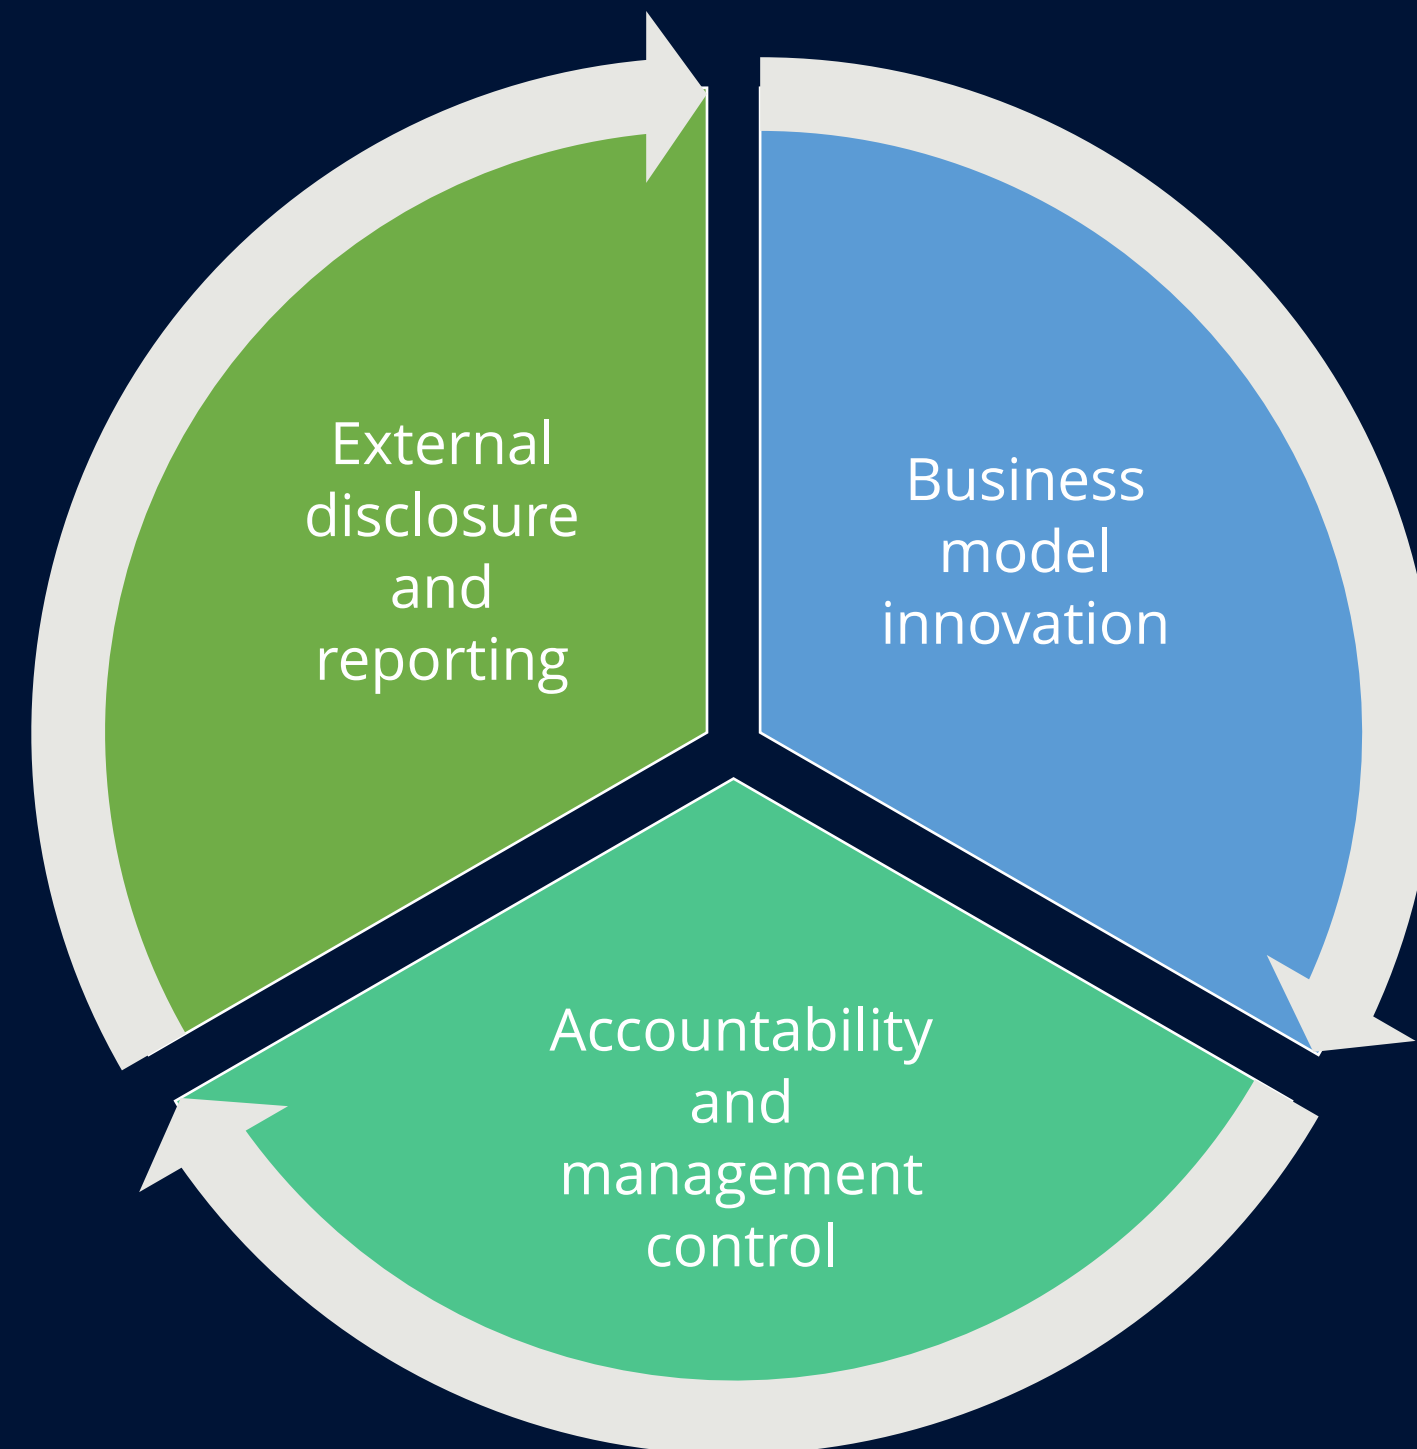 External
disclosure
and
reporting
Business
model
innovation
Accountability
and
management
control